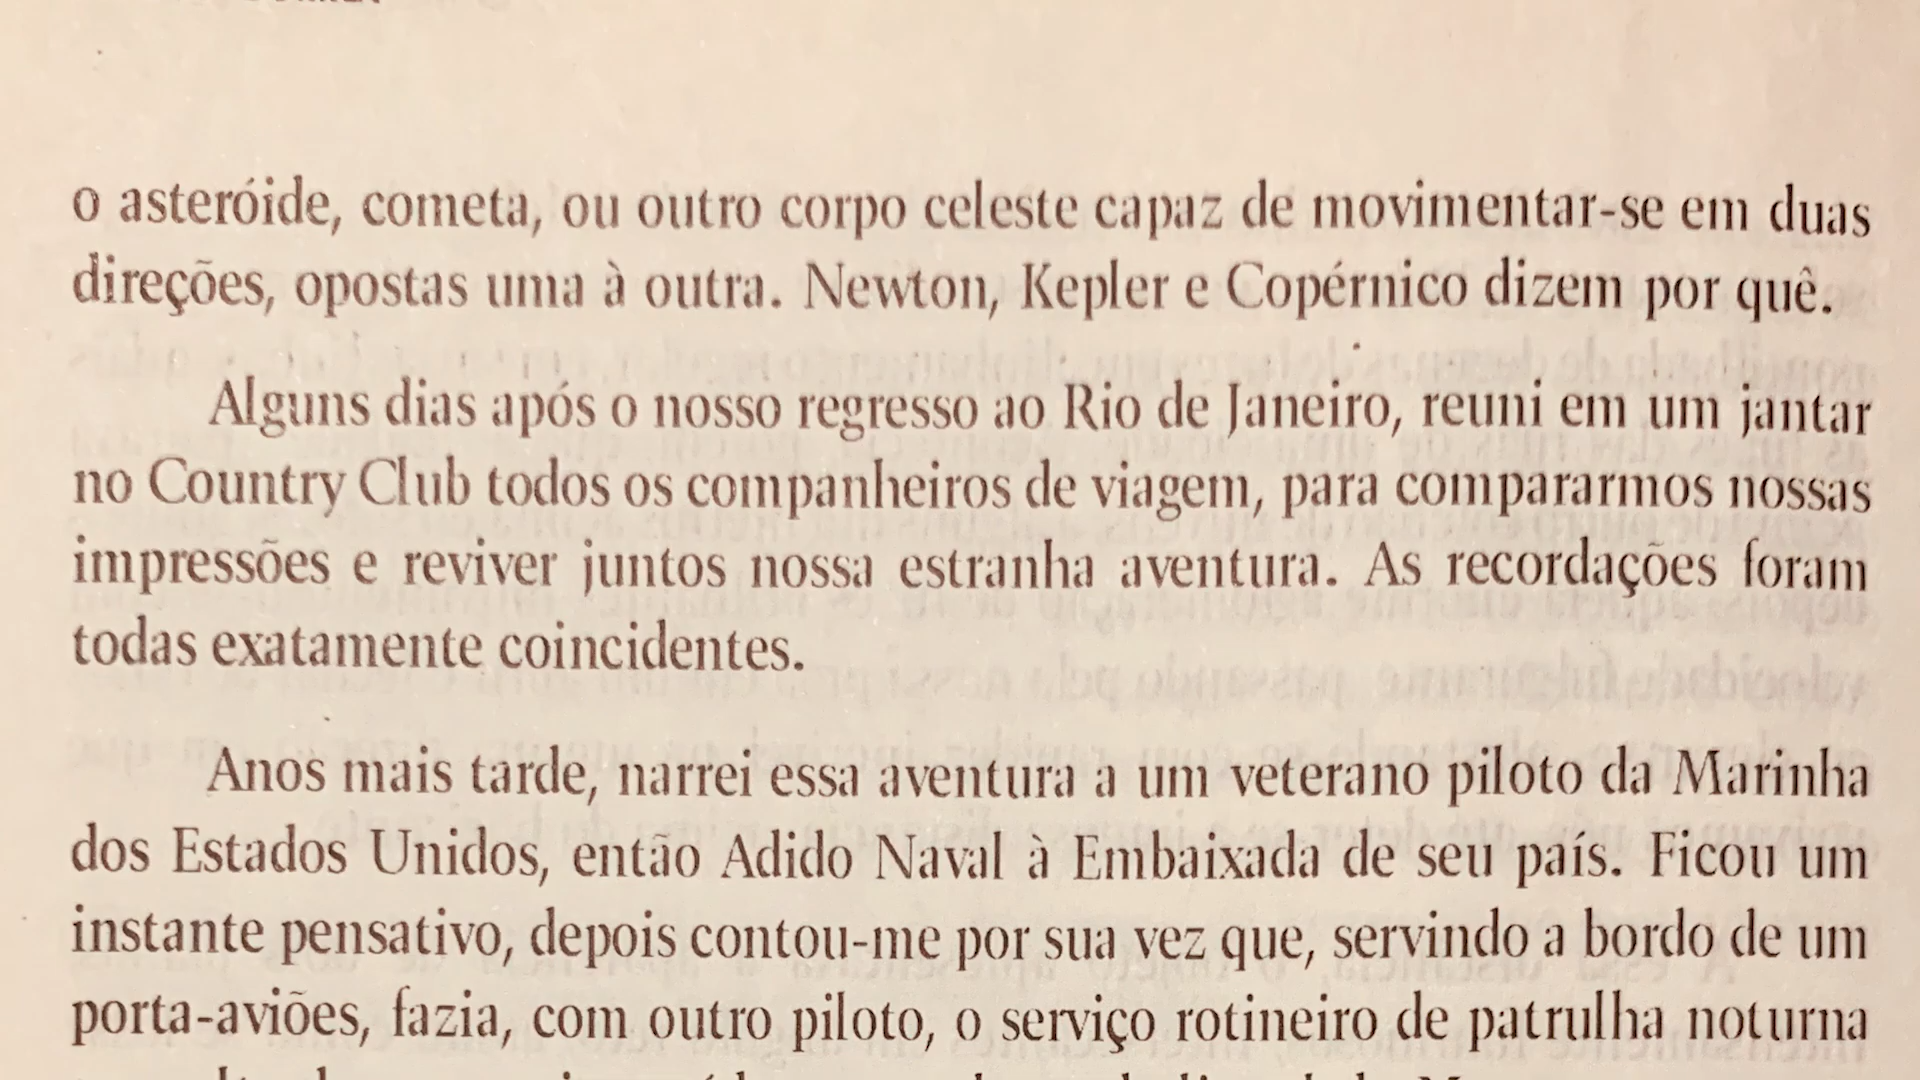 o asteróide, cometa, ou outro corpo celeste capaz de movimentar-se em duas
direções, opostas uma à outra. Newton, Kepler e Copérnico dizem por quê.
Alguns dias após o nosso regresso ao Rio de Janeiro, reuni em um jantar
no Country Club todos os companheiros de viagem, para compararmos nossas
impressões e reviver juntos nossa estranha aventura. As recordações foram
todas exatamente coincidentes.
Anos mais tarde, narrei essa aventura a um veterano piloto da Marinha
dos Estados Unidos, então Adido Naval à Embaixada de seu país. Ficou um
instante pensativo, depois contou-me por sua vez que, servindo a bordo de um
porta-aviões, fazia, com outro piloto, o serviço rotineiro de patrulha noturna